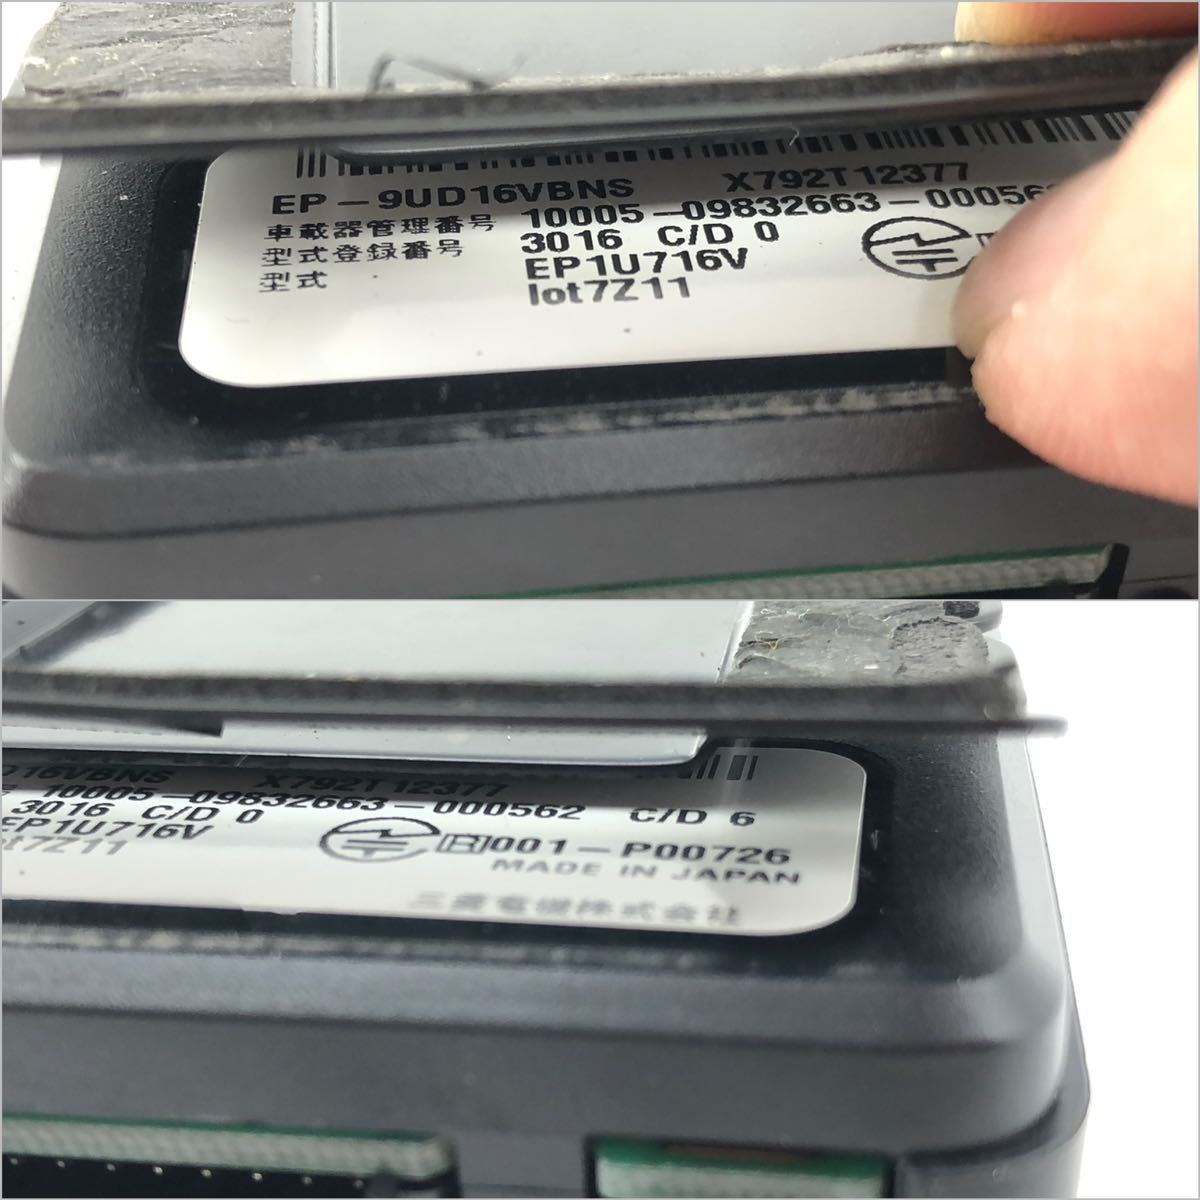 EP-9UD16VBNS X792T12377
車載器管理番号 10005-09832663-00056
型式登録番号 3016 C/D 0
型式 EP1U716V
lot7Z11
D16VBNS X792T12377
10005-09832663-000562 C/D 6
3016 C/D 0
EP1U716V R 001-P00726
lot7Z11 MADE IN JAPAN
三菱電機株式会社